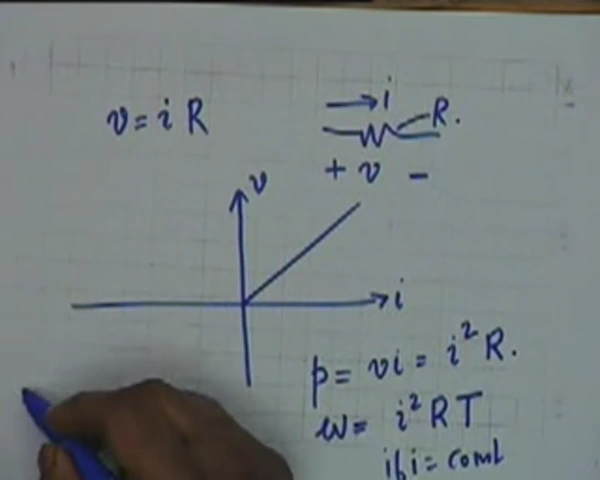 v = i R
i
R.
+ v -
v
i
p = vi = i² R.
w = i² R T
if i = const